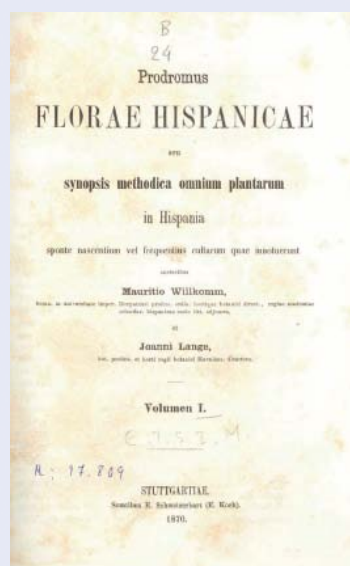 B
24
Prodromus
FLORAE HISPANICAE
seu
synopsis methodica omnium plantarum
in Hispania
sponte nascentium vel frequentius cultarum quae innotuerunt
auctoribus
Mauritio Willkomm,
et
Joanni Lange,
Volumen I.
R: 17.809
STUTTGARTIAE.
Sumtibus E. Schweizerbart (E. Koch).
1870.